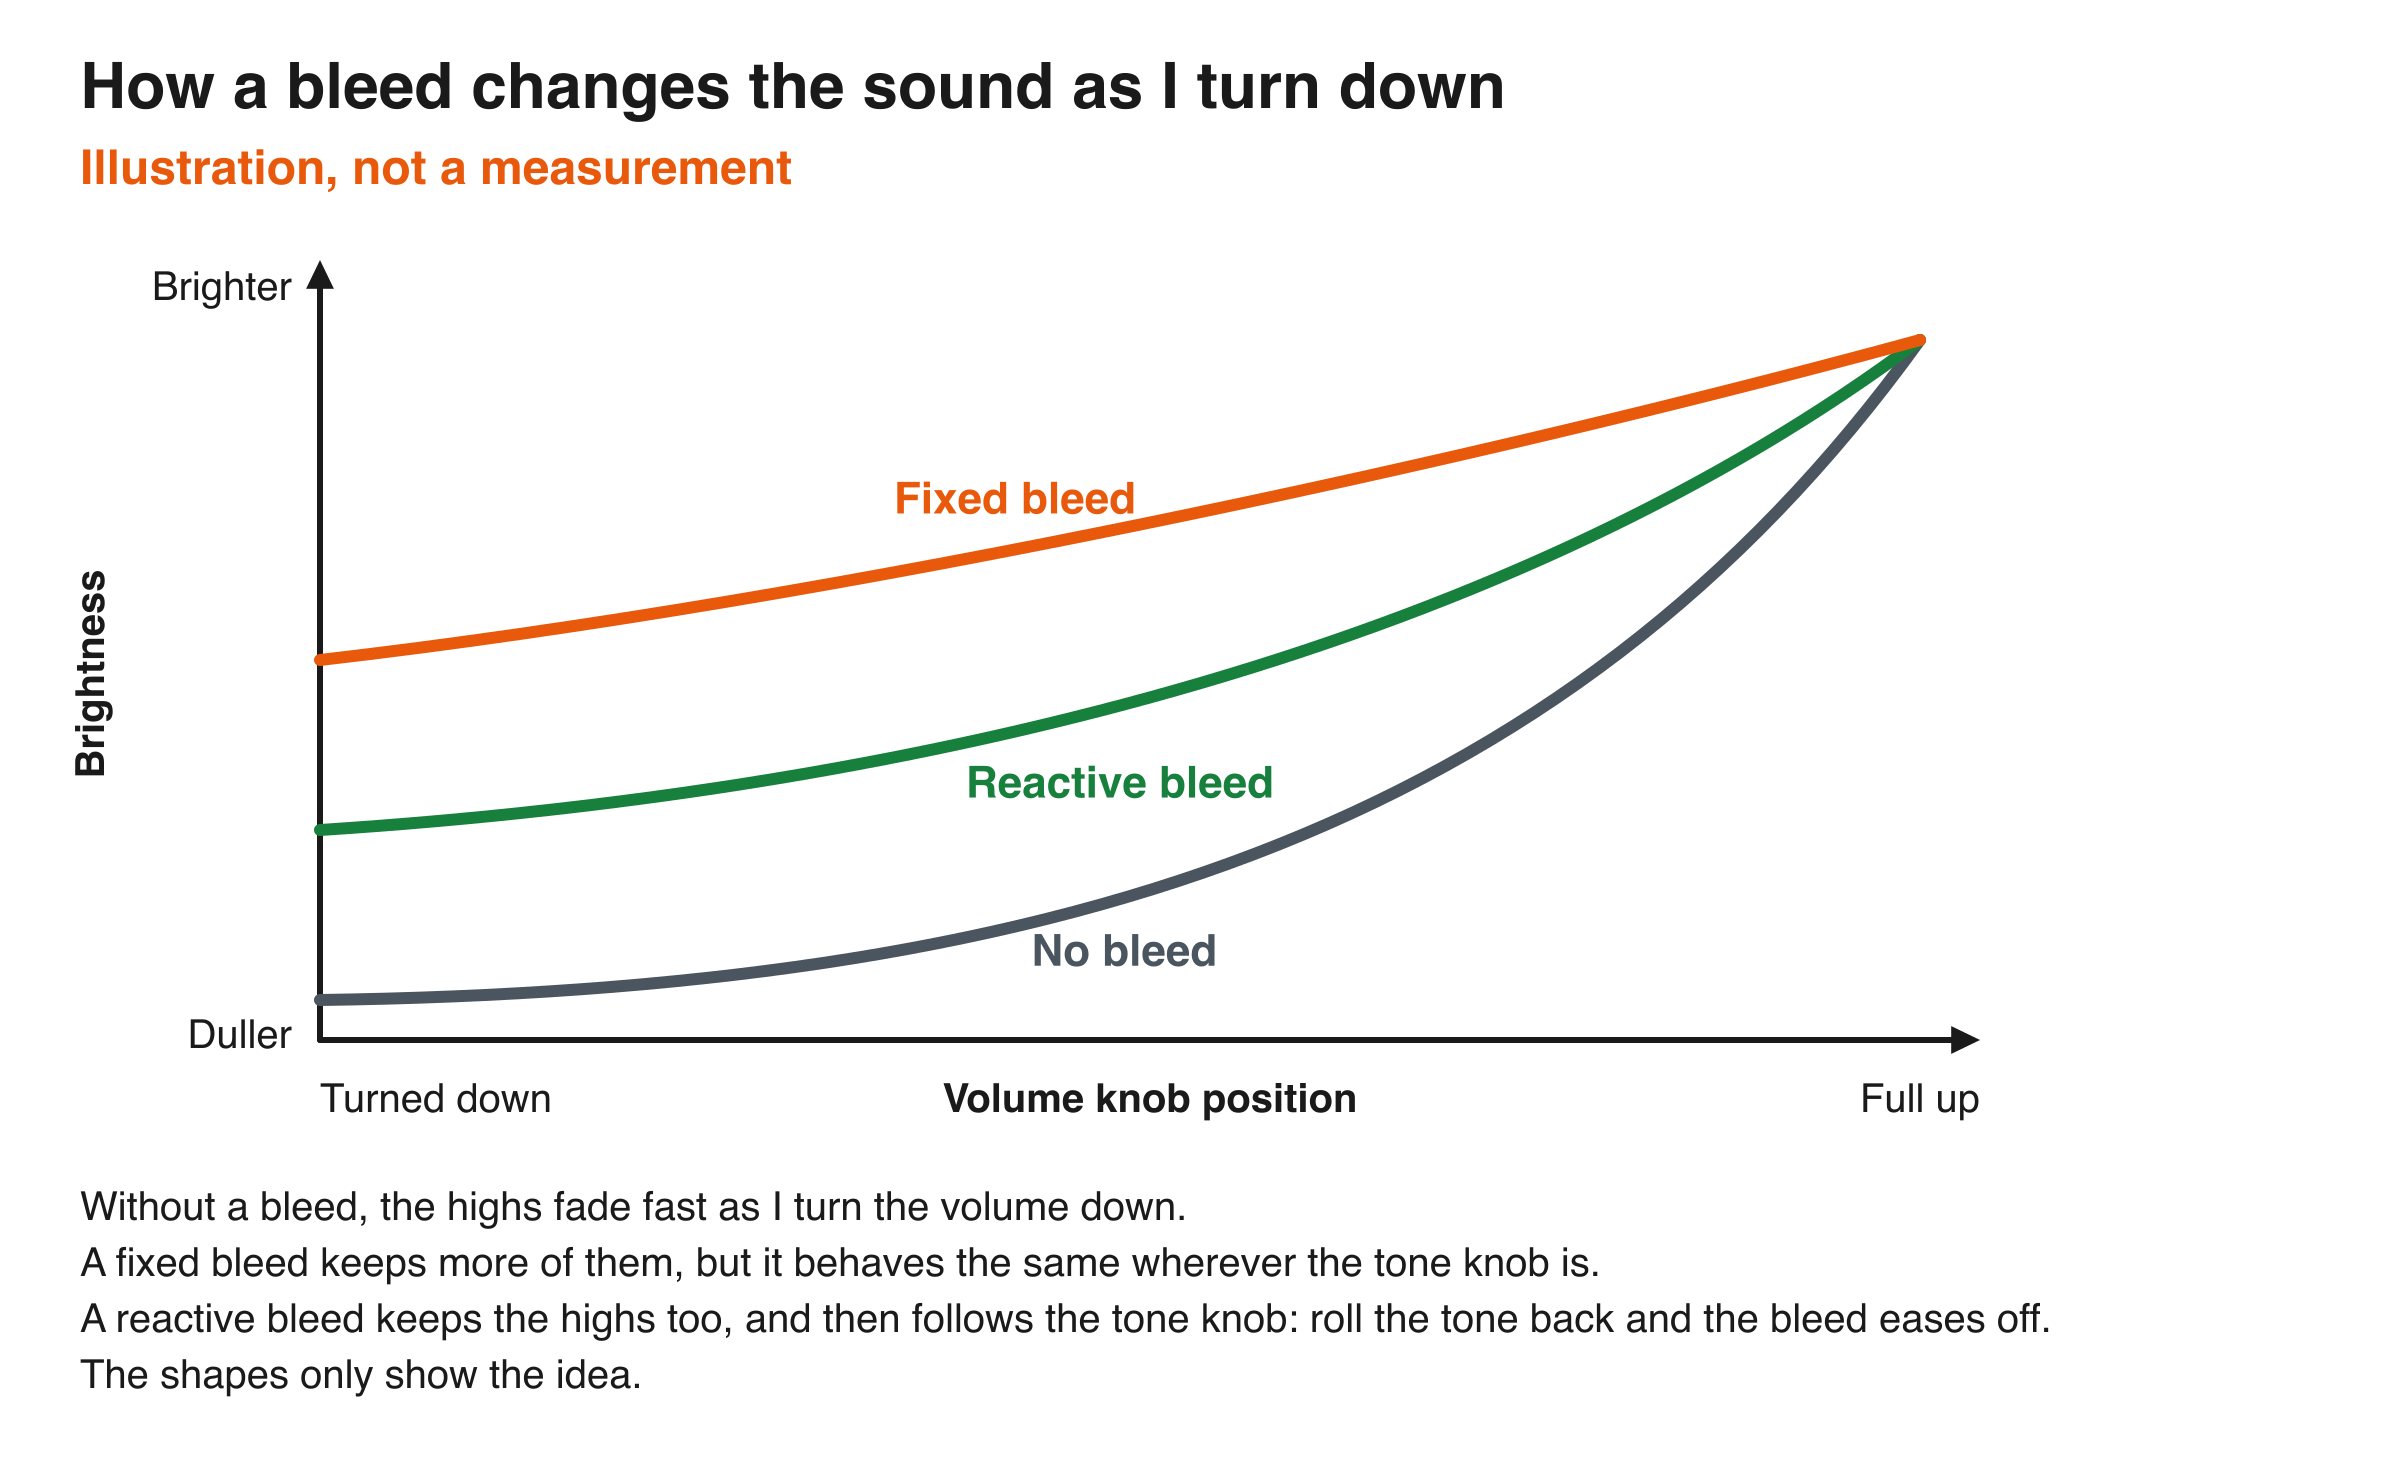 How a bleed changes the sound as I turn down
Illustration, not a measurement
Brighter
Brightness
Fixed bleed
Reactive bleed
No bleed
Duller
Turned down
Volume knob position
Full up
Without a bleed, the highs fade fast as I turn the volume down.
A fixed bleed keeps more of them, but it behaves the same wherever the tone knob is.
A reactive bleed keeps the highs too, and then follows the tone knob: roll the tone back and the bleed eases off.
The shapes only show the idea.